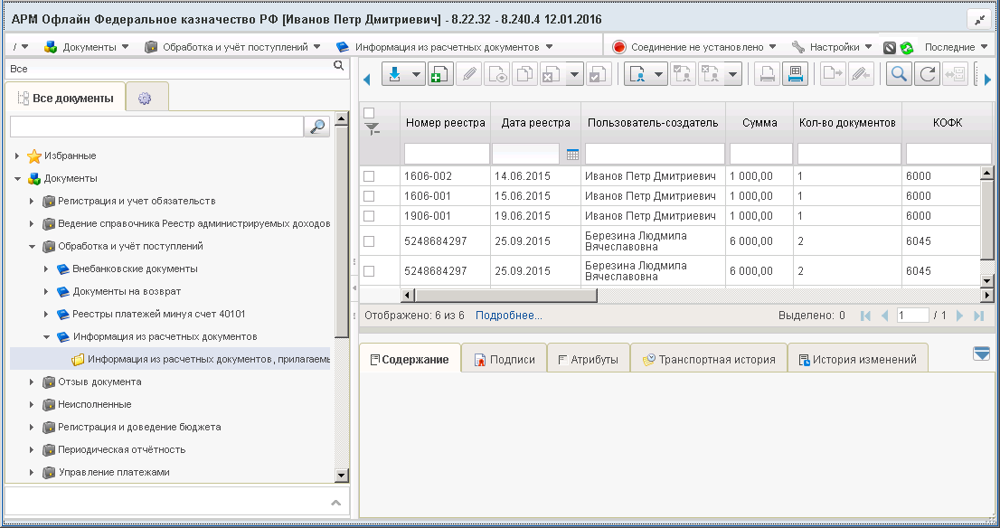 АРМ Офлайн Федеральное казначество РФ [Иванов Петр Дмитриевич] - 8.22.32 - 8.240.4 12.01.2016
/ Документы Обработка и учёт поступлений Информация из расчетных документов Соединение не установлено Настройки Последние
Все
Все документы
Избранные
Документы
Регистрация и учет обязательств
Ведение справочника Реестр администрируемых доходов
Обработка и учёт поступлений
Внебанковские документы
Документы на возврат
Реестры платежей минуя счет 40101
Информация из расчетных документов
Информация из расчетных документов, прилагаемы
Отзыв документа
Неисполненные
Регистрация и доведение бюджета
Периодическая отчётность
Управление платежами
Номер реестра Дата реестра Пользователь-создатель Сумма Кол-во документов КОФК
1606-002 14.06.2015 Иванов Петр Дмитриевич 1 000,00 1 6000
1606-001 15.06.2015 Иванов Петр Дмитриевич 1 000,00 1 6000
1906-001 19.06.2015 Иванов Петр Дмитриевич 1 000,00 1 6000
5248684297 25.09.2015 Березина Людмила Вячеславовна 6 000,00 2 6045
5248684297 25.09.2015 Березина Людмила Вячеславовна 6 000,00 2 6045
Отображено: 6 из 6 Подробнее... Выделено: 0 1 / 1
Содержание Подписи Атрибуты Транспортная история История изменений